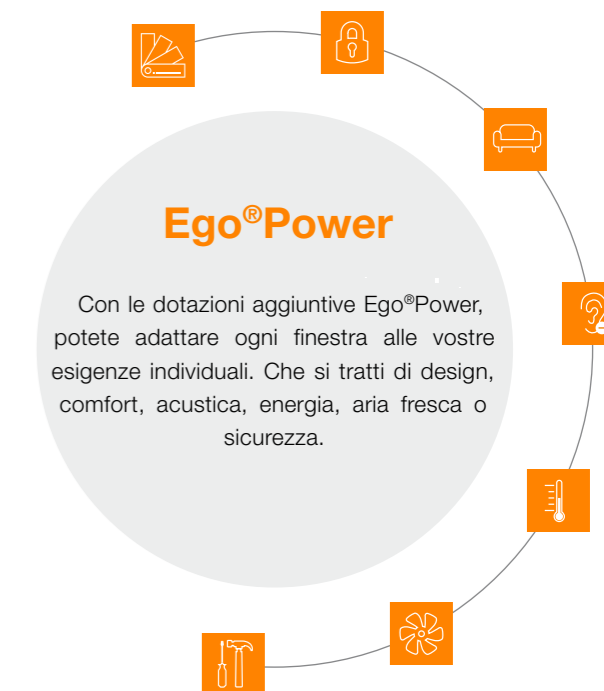 Ego®Power
Con le dotazioni aggiuntive Ego®Power,
potete adattare ogni finestra alle vostre
esigenze individuali. Che si tratti di design,
comfort, acustica, energia, aria fresca o
sicurezza.